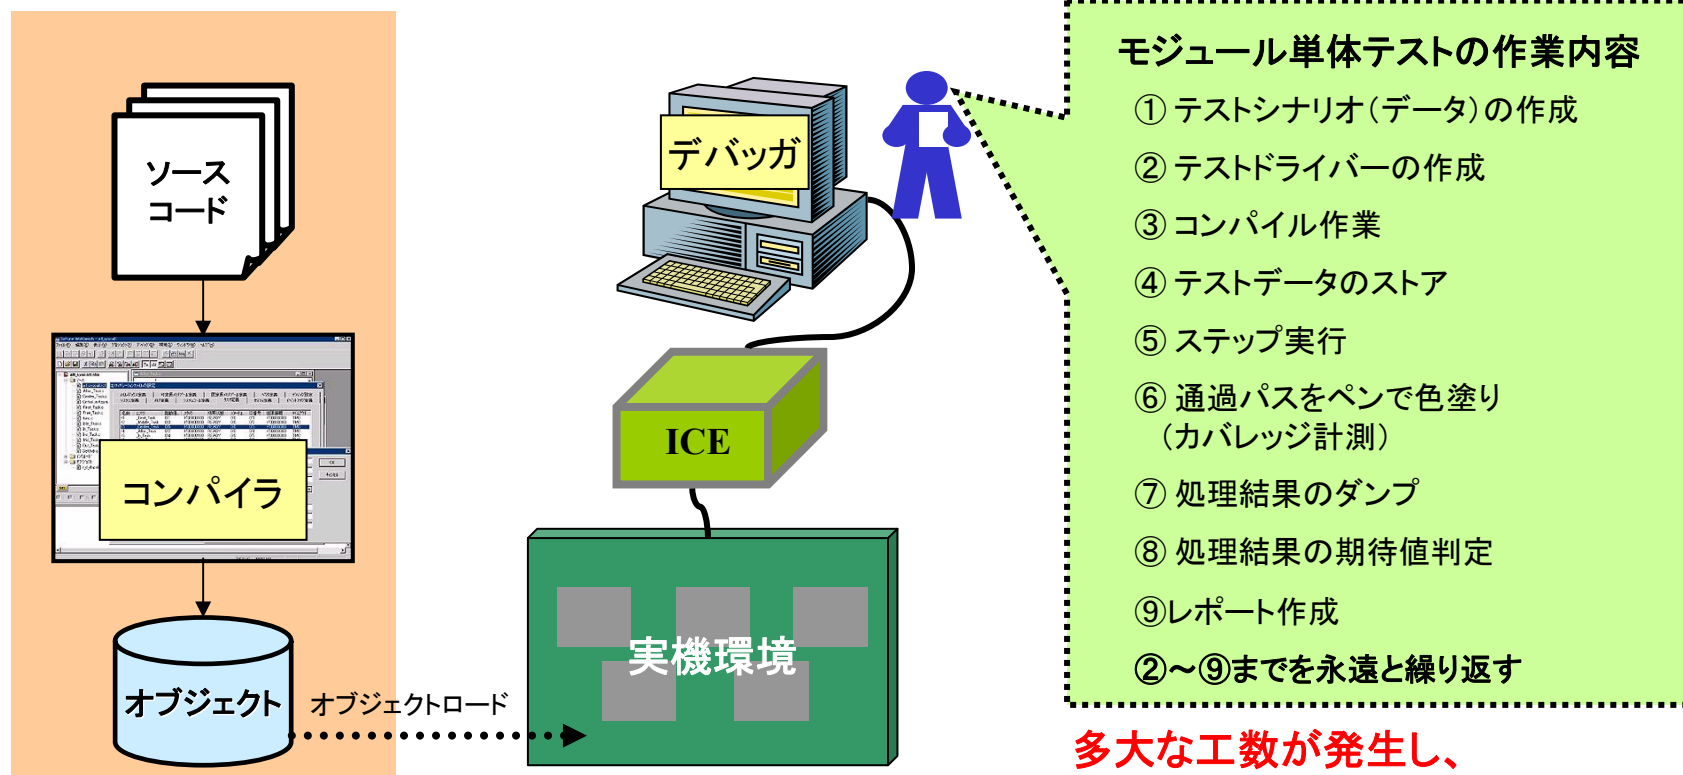 ソース
コード
コンパイラ
オブジェクト
オブジェクトロード
デバッガ
ICE
実機環境
モジュール単体テストの作業内容
① テストシナリオ（データ）の作成
② テストドライバーの作成
③ コンパイル作業
④ テストデータのストア
⑤ ステップ実行
⑥ 通過パスをペンで色塗り
（カバレッジ計測）
⑦ 処理結果のダンプ
⑧ 処理結果の期待値判定
⑨レポート作成
②～⑨までを永遠と繰り返す
多大な工数が発生し、